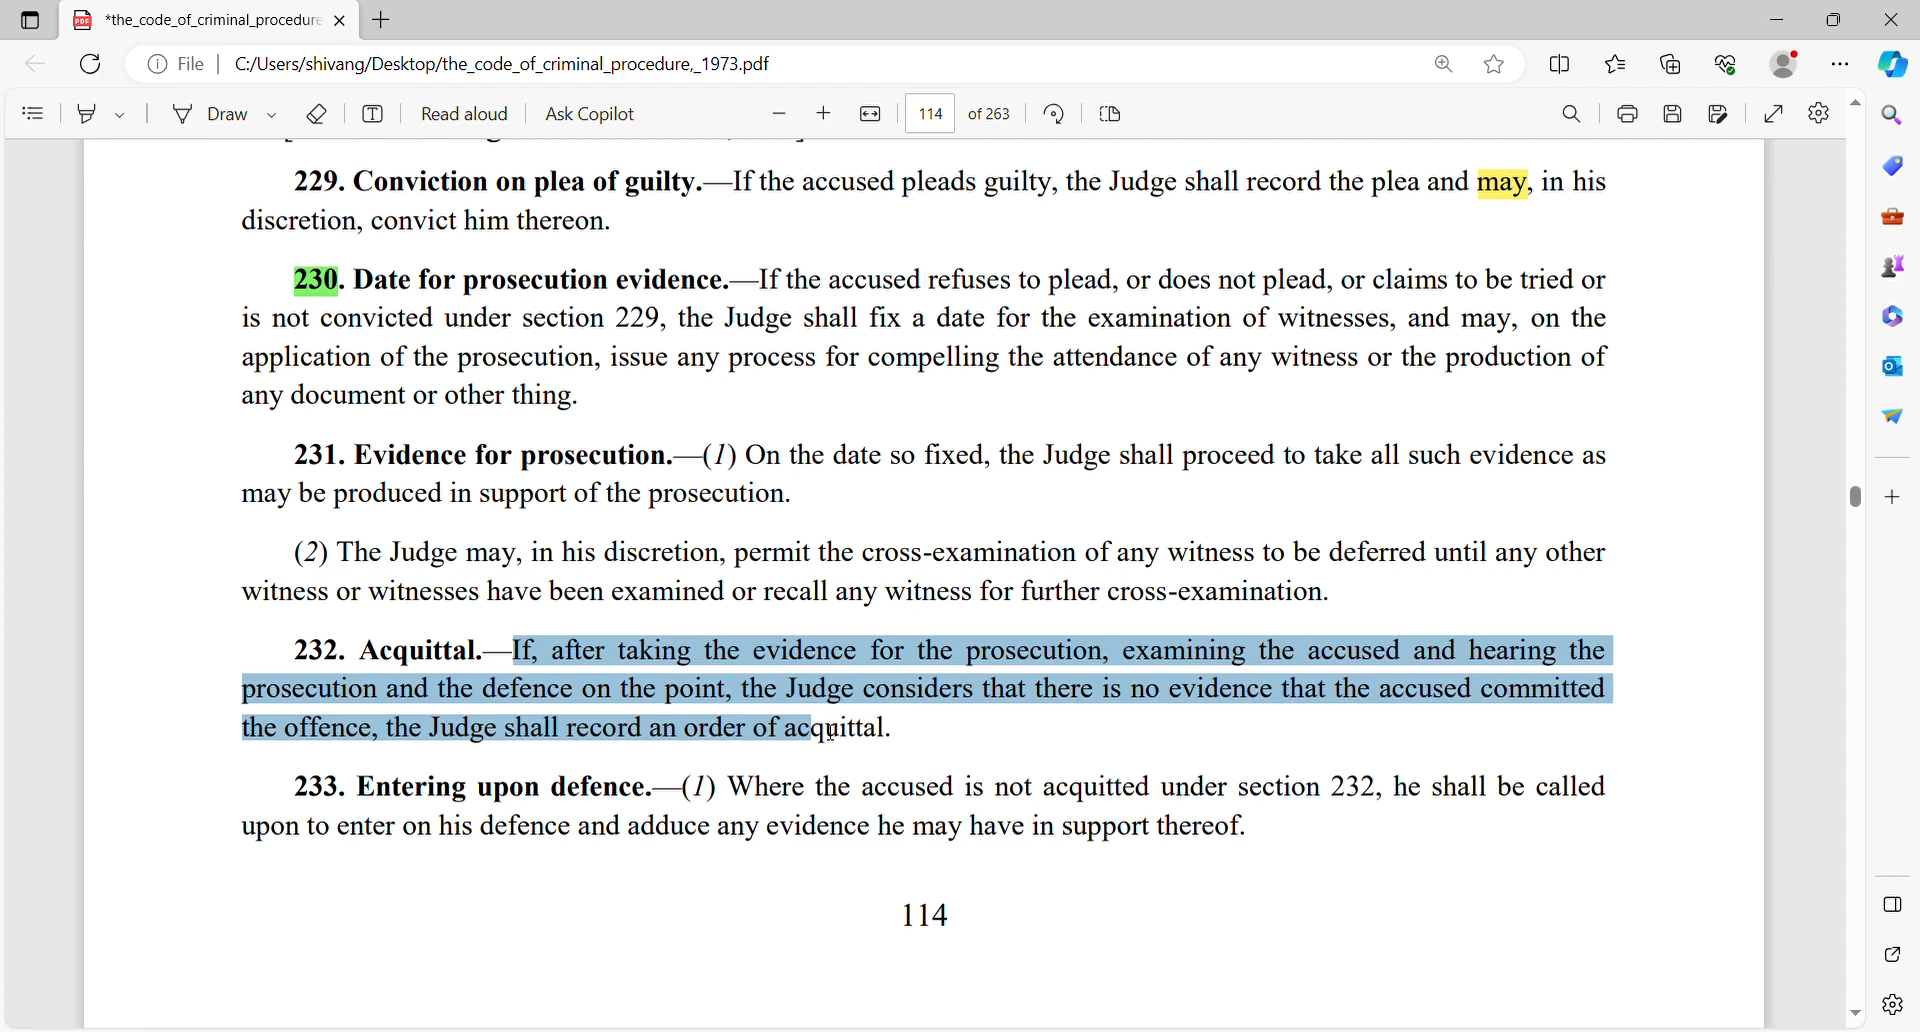 *the_code_of_criminal_procedure
File
C:/Users/shivang/Desktop/the_code_of_criminal_procedure,_1973.pdf
Draw
Read aloud
Ask Copilot
114 of 263
229. Conviction on plea of guilty.—If the accused pleads guilty, the Judge shall record the plea and may, in his
discretion, convict him thereon.
230. Date for prosecution evidence.—If the accused refuses to plead, or does not plead, or claims to be tried or
is not convicted under section 229, the Judge shall fix a date for the examination of witnesses, and may, on the
application of the prosecution, issue any process for compelling the attendance of any witness or the production of
any document or other thing.
231. Evidence for prosecution.—(1) On the date so fixed, the Judge shall proceed to take all such evidence as
may be produced in support of the prosecution.
(2) The Judge may, in his discretion, permit the cross-examination of any witness to be deferred until any other
witness or witnesses have been examined or recall any witness for further cross-examination.
232. Acquittal.—If, after taking the evidence for the prosecution, examining the accused and hearing the
prosecution and the defence on the point, the Judge considers that there is no evidence that the accused committed
the offence, the Judge shall record an order of acquittal.
233. Entering upon defence.—(1) Where the accused is not acquitted under section 232, he shall be called
upon to enter on his defence and adduce any evidence he may have in support thereof.
114